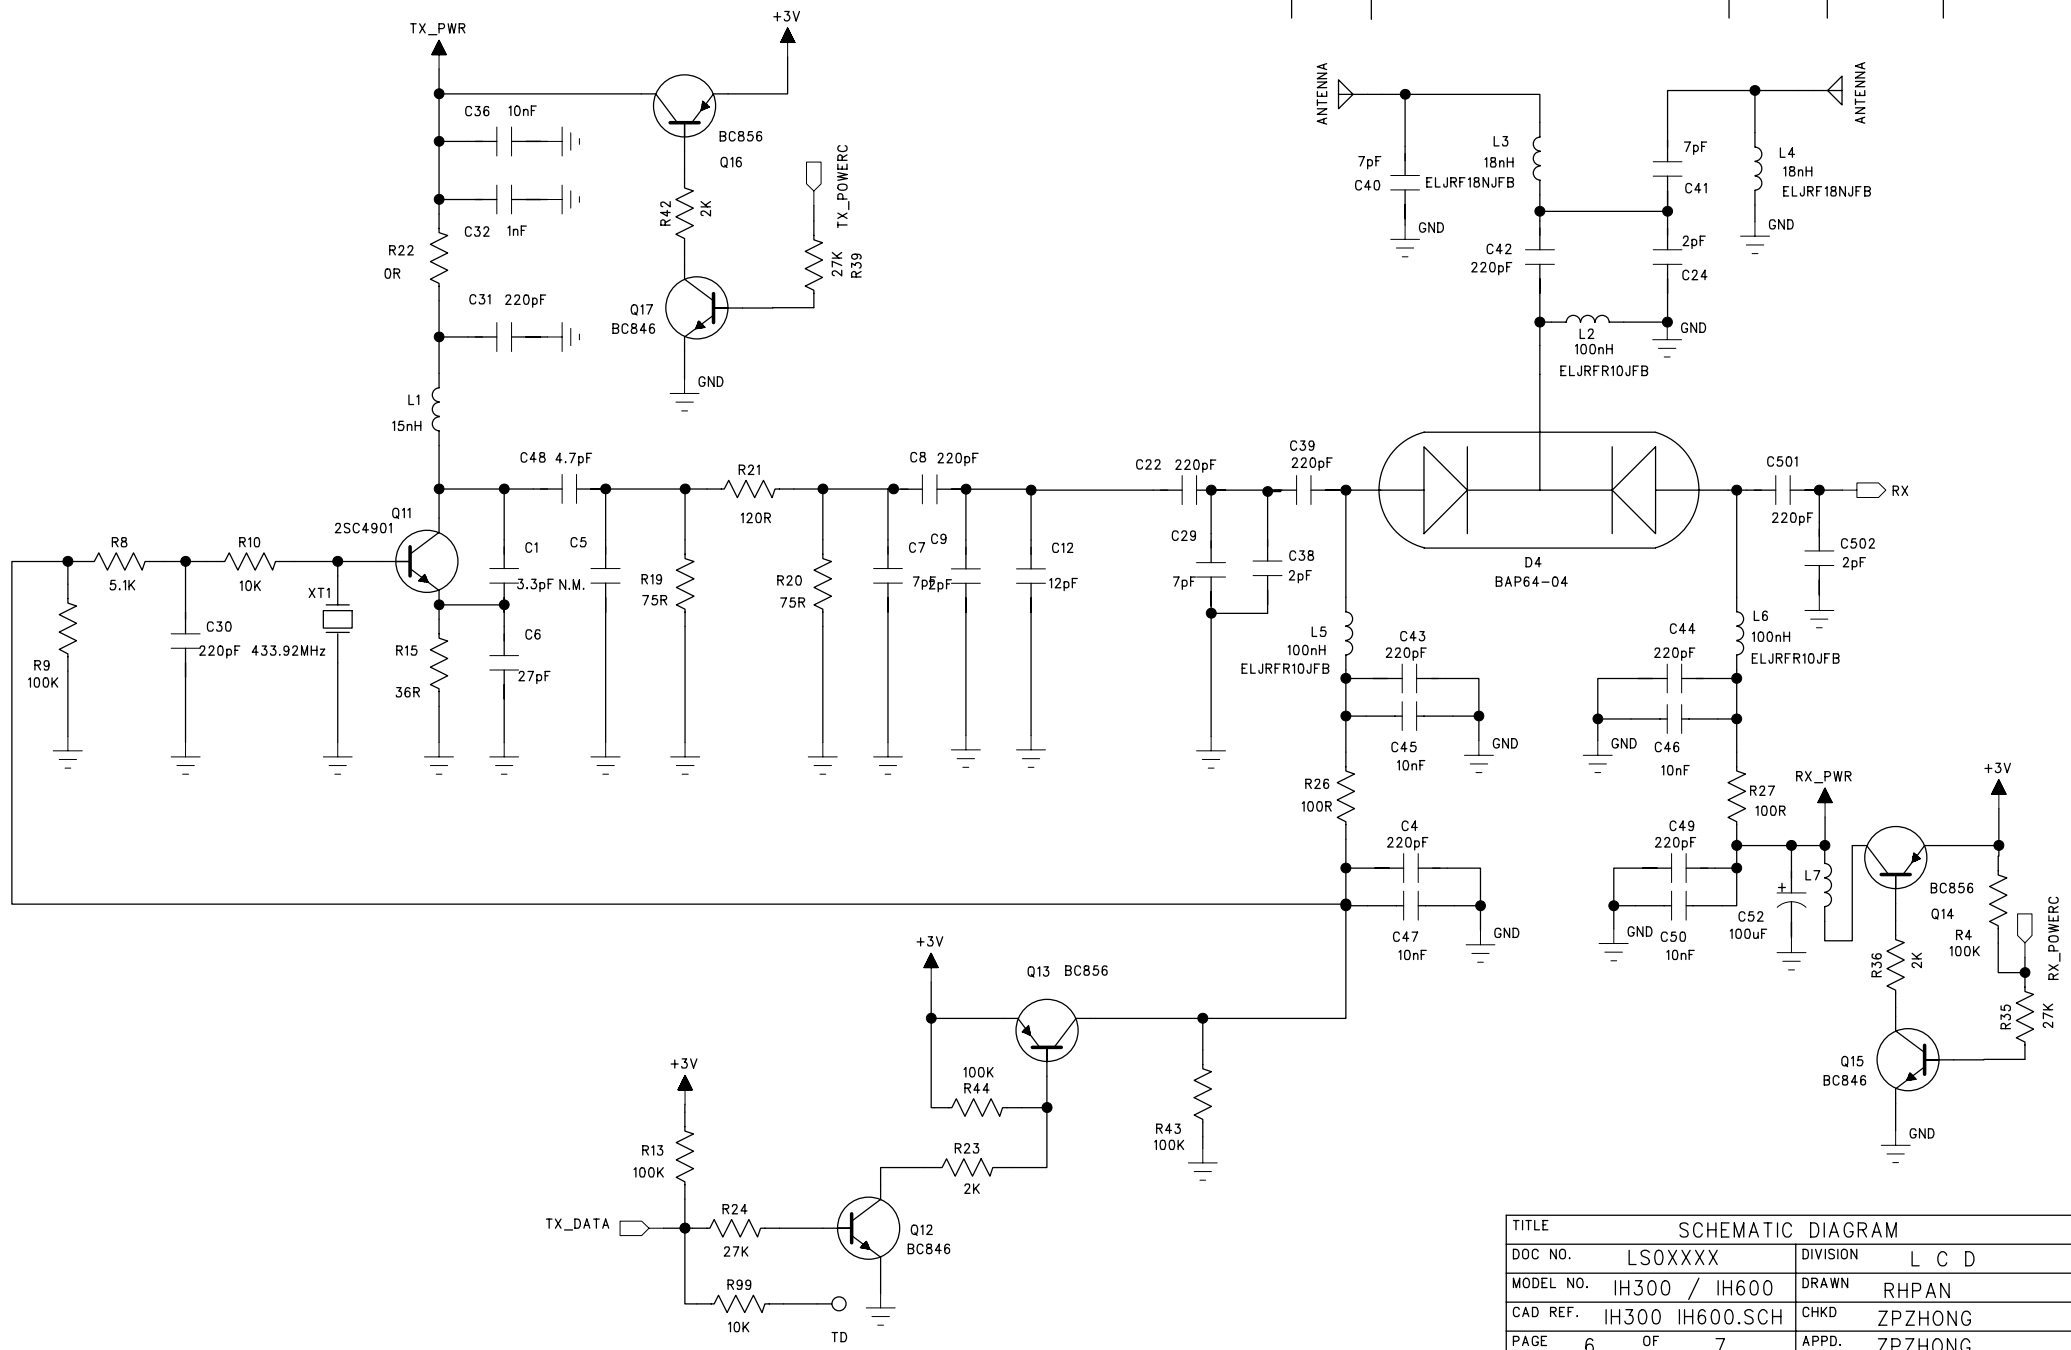 TX_PWR
+3V
C36 10nF
BC856
Q16
C32 1nF
R22
0R
R42
2K
TX_POWERC
27K
R39
C31 220pF
Q17
BC846
GND
L1
15nH
ANTENNA
ANTENNA
7pF
C40
L3
18nH
ELJRF18NJFB
7pF
C41
L4
18nH
ELJRF18NJFB
GND
GND
C42
220pF
2pF
C24
GND
L2
100nH
ELJRFR10JFB
C48 4.7pF
R21
120R
C8 220pF
C22 220pF
C39
220pF
C501
220pF
RX
Q11
2SC4901
R8
5.1K
R10
10K
C1
3.3pF
C5
N.M.
R19
75R
R20
75R
C7
7pF
C9
2pF
C12
12pF
C29
7pF
C38
2pF
D4
BAP64-04
C502
2pF
XT1
433.92MHz
C30
220pF
R9
100K
R15
36R
C6
27pF
L5
100nH
ELJRFR10JFB
C43
220pF
C45
10nF
GND
C44
220pF
L6
100nH
ELJRFR10JFB
GND
C46
10nF
R26
100R
R27
100R
RX_PWR
+3V
C4
220pF
C47
10nF
GND
C49
220pF
GND
C50
10nF
C52
100uF
+
L7
BC856
Q14
R4
100K
RX_POWERC
R36
2K
R35
27K
Q15
BC846
GND
+3V
Q13 BC856
100K
R44
R43
100K
+3V
R13
100K
R23
2K
TX_DATA
R24
27K
Q12
BC846
R99
10K
TD
TITLE SCHEMATIC DIAGRAM
DOC NO. LS0XXXX DIVISION L C D
MODEL NO. IH300 / IH600 DRAWN RHPAN
CAD REF. IH300 IH600.SCH CHKD ZPZHONG
PAGE 6 OF 7 APPD. ZPZHONG